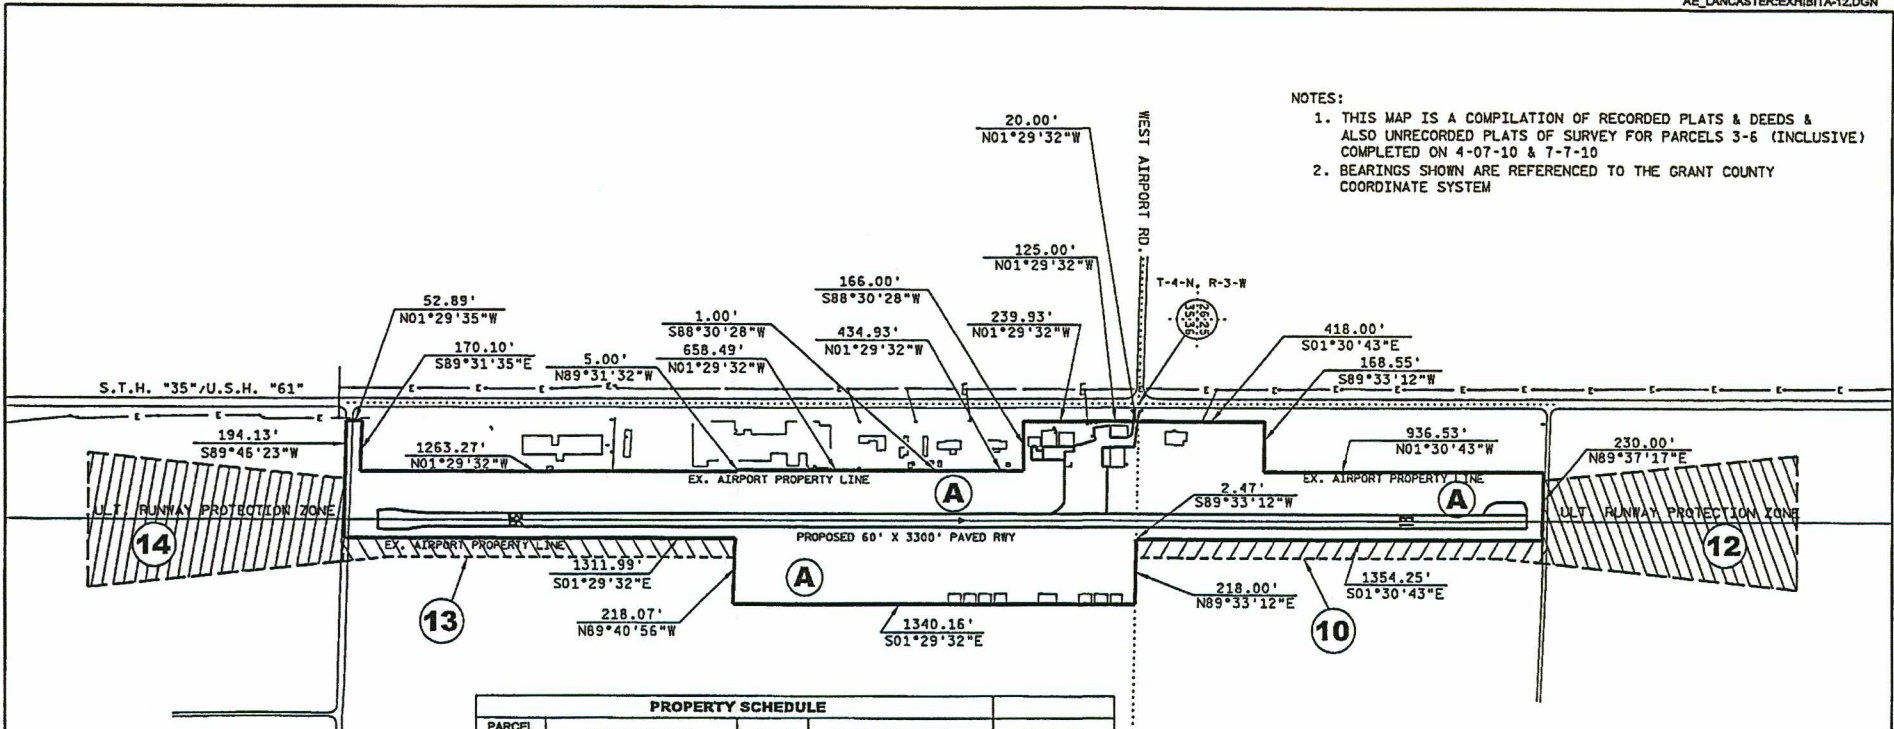 AE_LANCASTER:EXHIBITA-12.DGN
NOTES:
1. THIS MAP IS A COMPILATION OF RECORDED PLATS & DEEDS &
ALSO UNRECORDED PLATS OF SURVEY FOR PARCELS 3-6 (INCLUSIVE)
COMPLETED ON 4-07-10 & 7-7-10
2. BEARINGS SHOWN ARE REFERENCED TO THE GRANT COUNTY
COORDINATE SYSTEM
20.00'
N01°29'32"W
WEST AIRPORT RD.
125.00'
N01°29'32"W
T-4-N, R-3-W
26 25
35 36
166.00'
S88°30'28"W
52.89'
N01°29'35"W
1.00'
S88°30'28"W
434.93'
N01°29'32"W
239.93'
N01°29'32"W
418.00'
S01°30'43"E
170.10'
S89°31'35"E
5.00'
N89°31'32"W
658.49'
N01°29'32"W
168.55'
S89°33'12"W
S.T.H. "35"/U.S.H. "61"
E E E E E E E E E E E E E E
E E E
194.13'
S89°46'23"W
1263.27'
N01°29'32"W
936.53'
N01°30'43"W
230.00'
N89°37'17"E
EX. AIRPORT PROPERTY LINE
A
EX. AIRPORT PROPERTY LINE
A
2.47'
S89°33'12"W
ULT. RUNWAY PROTECTION ZONE
14
ULT. RUNWAY PROTECTION ZONE
12
PROPOSED 60' X 3300' PAVED RWY
EX. AIRPORT PROPERTY LINE
1311.99'
S01°29'32"E
A
1354.25'
S01°30'43"E
13
218.07'
N89°40'56"W
218.00'
N89°33'12"E
10
1340.16'
S01°29'32"E
PROPERTY SCHEDULE
PARCEL